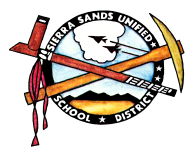 SIERRA SANDS UNIFIED
SCHOOL DISTRICT